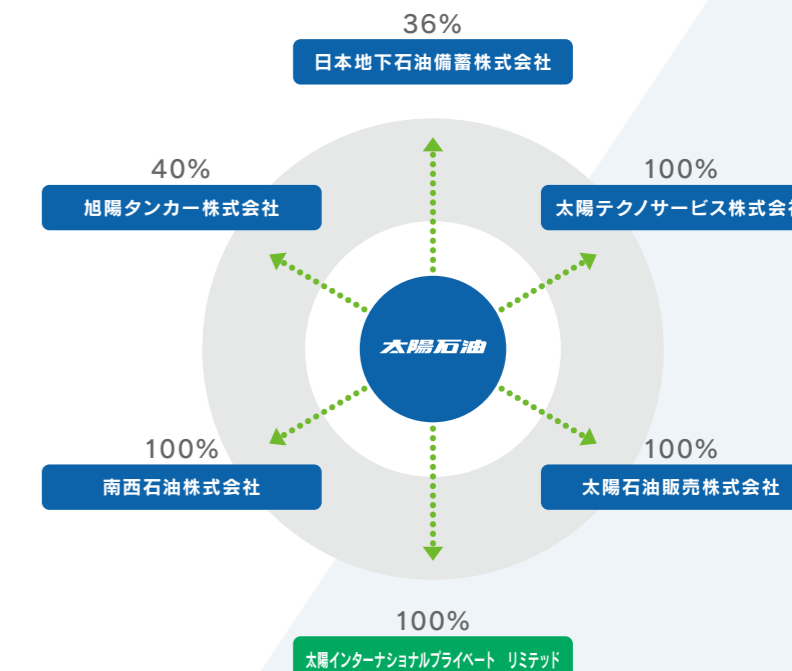 36%
日本地下石油備蓄株式会社
40%
旭陽タンカー株式会社
100%
太陽テクノサービス株式会社
太陽石油
100%
南西石油株式会社
100%
太陽石油販売株式会社
100%
太陽インターナショナルプライベート リミテッド